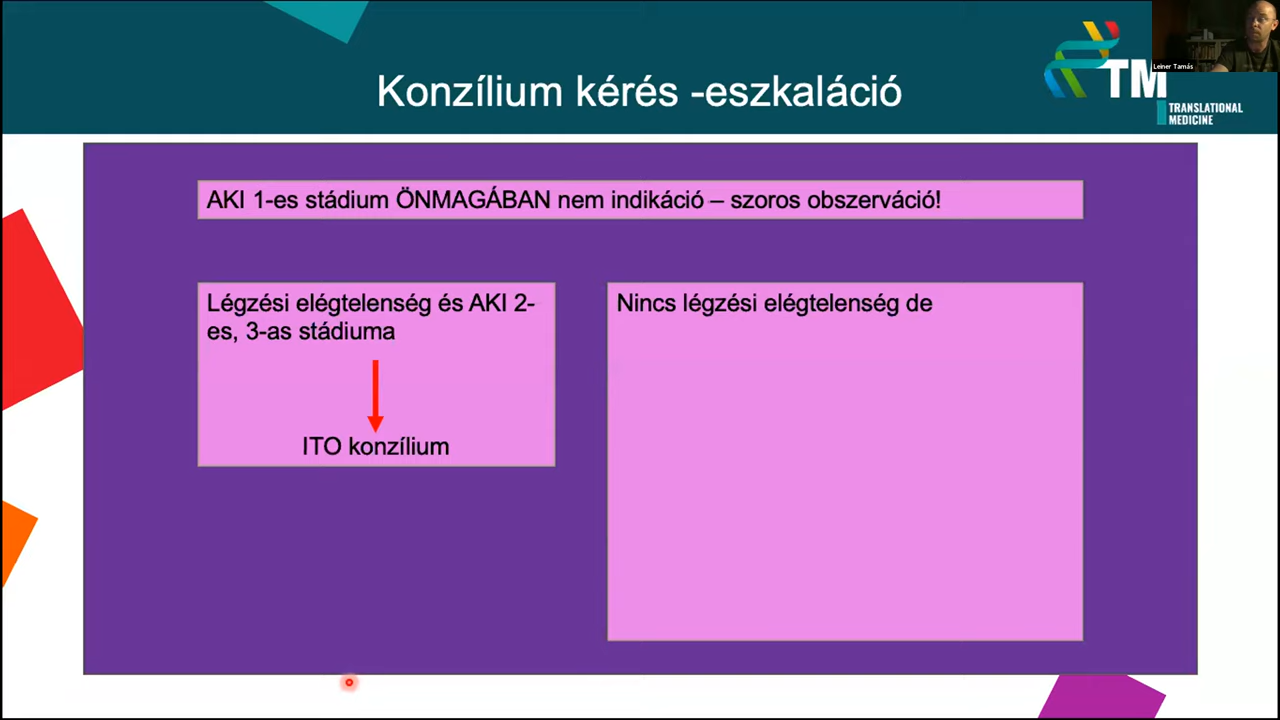 Leiner Tamás
Konzílium kérés -eszkaláció
TM
TRANSLATIONAL
MEDICINE
AKI 1-es stádium ÖNMAGÁBAN nem indikáció – szoros obszerváció!
Légzési elégtelenség és AKI 2-
es, 3-as stádiuma
ITO konzílium
Nincs légzési elégtelenség de